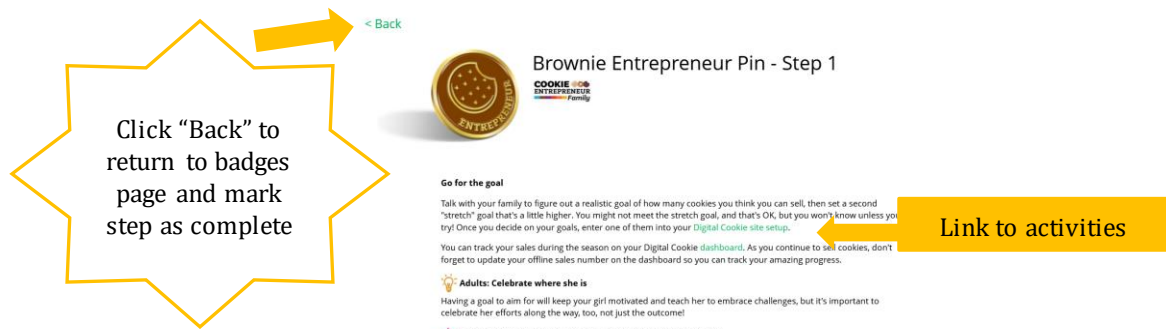 < Back
Brownie Entrepreneur Pin - Step 1
COOKIE
ENTREPRENEUR
Family
ENTREPRENEUR
Click “Back” to
return to badges
page and mark
step as complete
Go for the goal
Talk with your family to figure out a realistic goal of how many cookies you think you can sell, then set a second
"stretch" goal that's a little higher. You might not meet the stretch goal, and that's OK, but you won't know unless you
try! Once you decide on your goals, enter one of them into your Digital Cookie site setup.
Link to activities
You can track your sales during the season on your Digital Cookie dashboard. As you continue to sell cookies, don't
forget to update your offline sales number on the dashboard so you can track your amazing progress.
Adults: Celebrate where she is
Having a goal to aim for will keep your girl motivated and teach her to embrace challenges, but it's important to
celebrate her efforts along the way, too, not just the outcome!